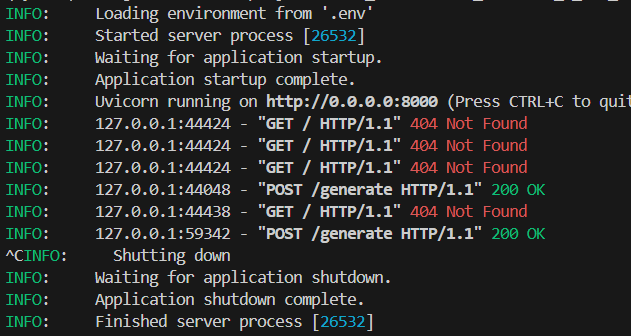 INFO:     Loading environment from '.env'
INFO:     Started server process [26532]
INFO:     Waiting for application startup.
INFO:     Application startup complete.
INFO:     Uvicorn running on http://0.0.0.0:8000 (Press CTRL+C to quit
INFO:     127.0.0.1:44424 - "GET / HTTP/1.1" 404 Not Found
INFO:     127.0.0.1:44424 - "GET / HTTP/1.1" 404 Not Found
INFO:     127.0.0.1:44424 - "GET / HTTP/1.1" 404 Not Found
INFO:     127.0.0.1:44048 - "POST /generate HTTP/1.1" 200 OK
INFO:     127.0.0.1:44438 - "GET / HTTP/1.1" 404 Not Found
INFO:     127.0.0.1:59342 - "POST /generate HTTP/1.1" 200 OK
^CINFO:     Shutting down
INFO:     Waiting for application shutdown.
INFO:     Application shutdown complete.
INFO:     Finished server process [26532]